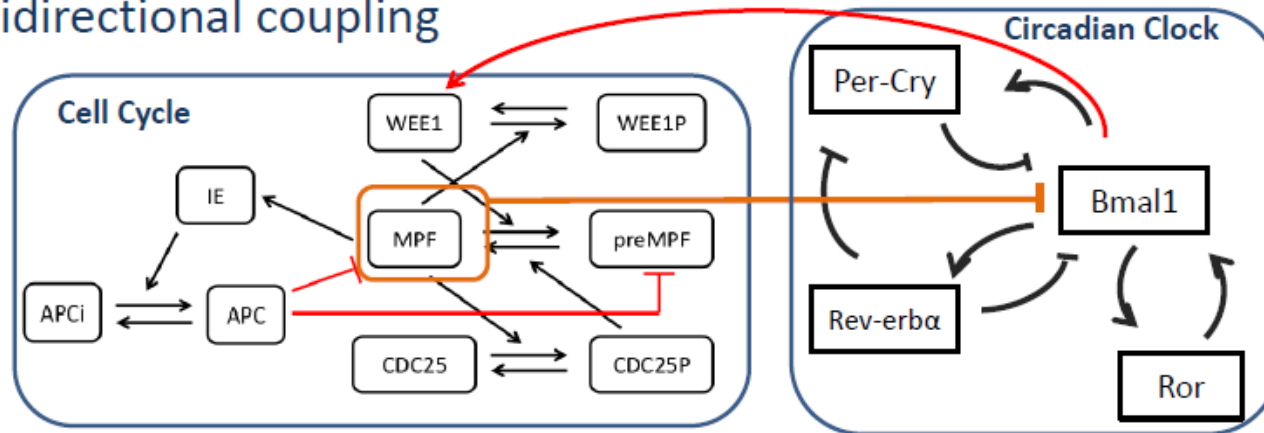 idirectional coupling
Circadian Clock
Cell Cycle
Per-Cry
WEE1
WEE1P
IE
Bmal1
MPF
preMPF
APCi
APC
Rev-erbα
CDC25
CDC25P
Ror